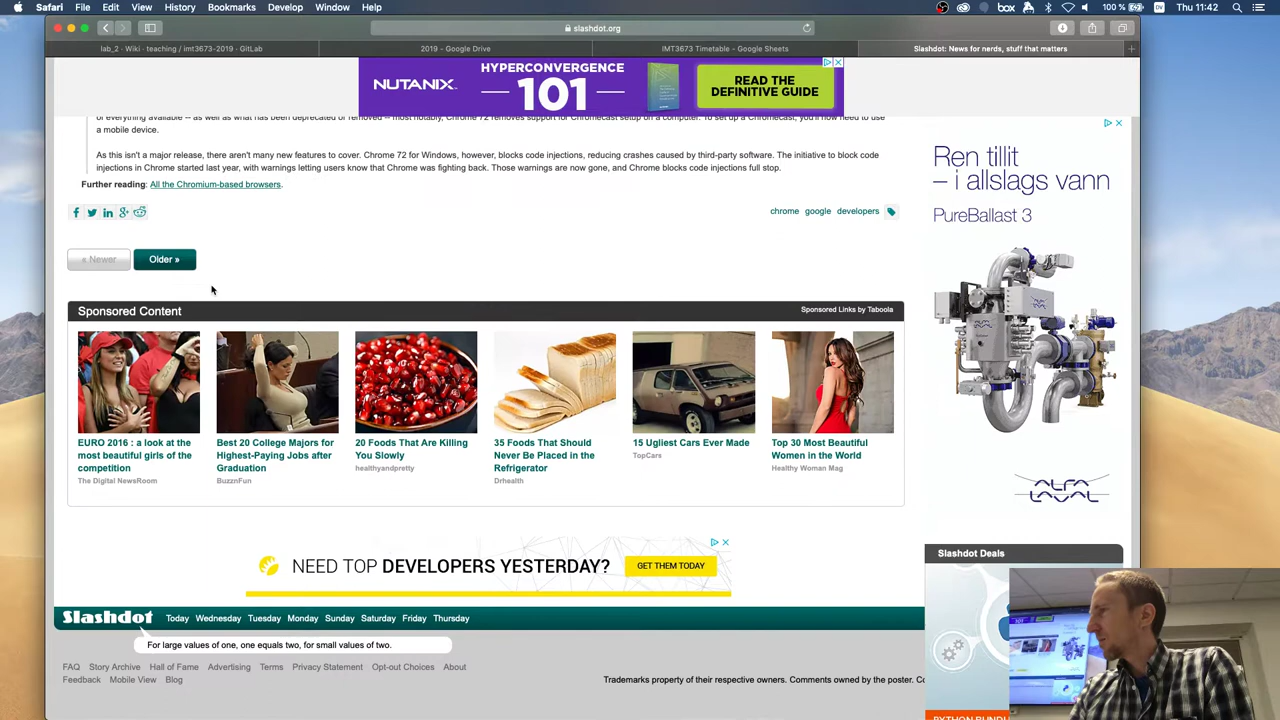 Safari File Edit View History Bookmarks Window Help
Thu 11:42
slashdot.org
lab_2 · Wiki · teaching / imt3673-2019 · GitLab
2019 – Google Drive
IMT3673 Timetable – Google Sheets
Slashdot: News for nerds, stuff that matters
NUTANIX
HYPERCONVERGENCE
101
READ THE
DEFINITIVE GUIDE
of everything available -- as well as what has been deprecated or removed -- most notably, Chrome 72 removes support for Chromecast setup on a computer. To set up a Chromecast, you'll now need to use
a mobile device.
As this isn't a major release, there aren't many new features to cover. Chrome 72 for Windows, however, blocks code injections, reducing crashes caused by third-party software. The initiative to block code
injections in Chrome started last year, with warnings letting users know that Chrome was fighting back. Those warnings are now gone, and Chrome blocks code injections full stop.
Further reading: All the Chromium-based browsers.
chrome google developers
« Newer
Older »
Ren tillit
– i allslags vann
PureBallast 3
ALFA
LAVAL
Sponsored Content
Sponsored Links by Taboola
EURO 2016 : a look at the
most beautiful girls of the
competition
The Digital NewsRoom
Best 20 College Majors for
Highest-Paying Jobs after
Graduation
BuzznFun
20 Foods That Are Killing
You Slowly
healthyandpretty
35 Foods That Should
Never Be Placed in the
Refrigerator
Drhealth
15 Ugliest Cars Ever Made
TopCars
Top 30 Most Beautiful
Women in the World
Healthy Woman Mag
NEED TOP DEVELOPERS YESTERDAY?
GET THEM TODAY
Slashdot Deals
Slashdot
Today Wednesday Tuesday Monday Sunday Saturday Friday Thursday
For large values of one, one equals two, for small values of two.
FAQ Story Archive Hall of Fame Advertising Terms Privacy Statement Opt-out Choices About
Feedback Mobile View Blog
Trademarks property of their respective owners. Comments owned by the poster.